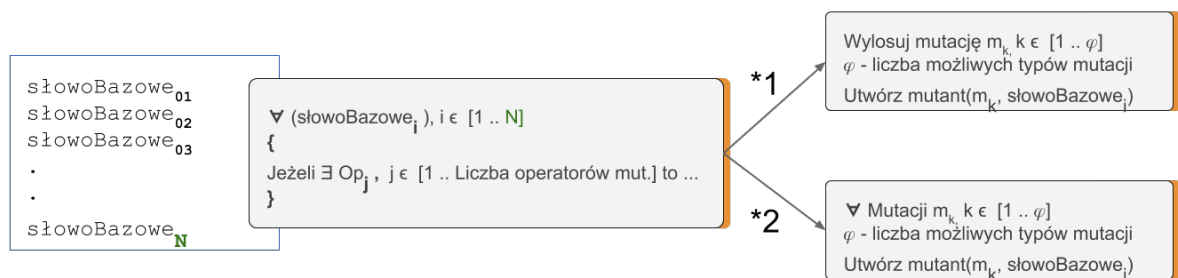 słowoBazowe01
słowoBazowe02
słowoBazowe03
.
.
słowoBazoweN
∀ (słowoBazowei ), i ϵ [1 .. N]
{
Jeżeli ∃ Opj , j ϵ [1 .. Liczba operatorów mut.] to ...
}
*1
Wylosuj mutację mk, k ϵ [1 .. φ]
φ - liczba możliwych typów mutacji
Utwórz mutant(mk, słowoBazowei)
*2
∀ Mutacji mk, k ϵ [1 .. φ]
φ - liczba możliwych typów mutacji
Utwórz mutant(mk, słowoBazowei)